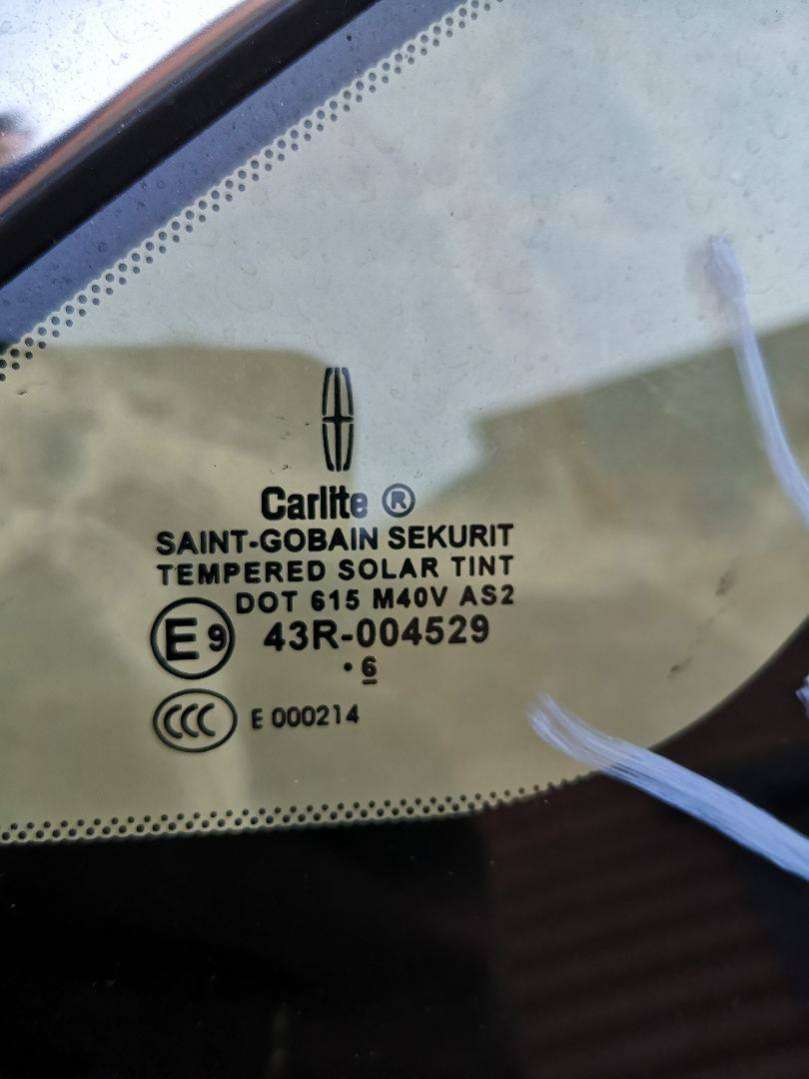 Carlite ®
SAINT-GOBAIN SEKURIT
TEMPERED SOLAR TINT
DOT 615 M40V AS2
E9 43R-004529
• 6
CCC E 000214